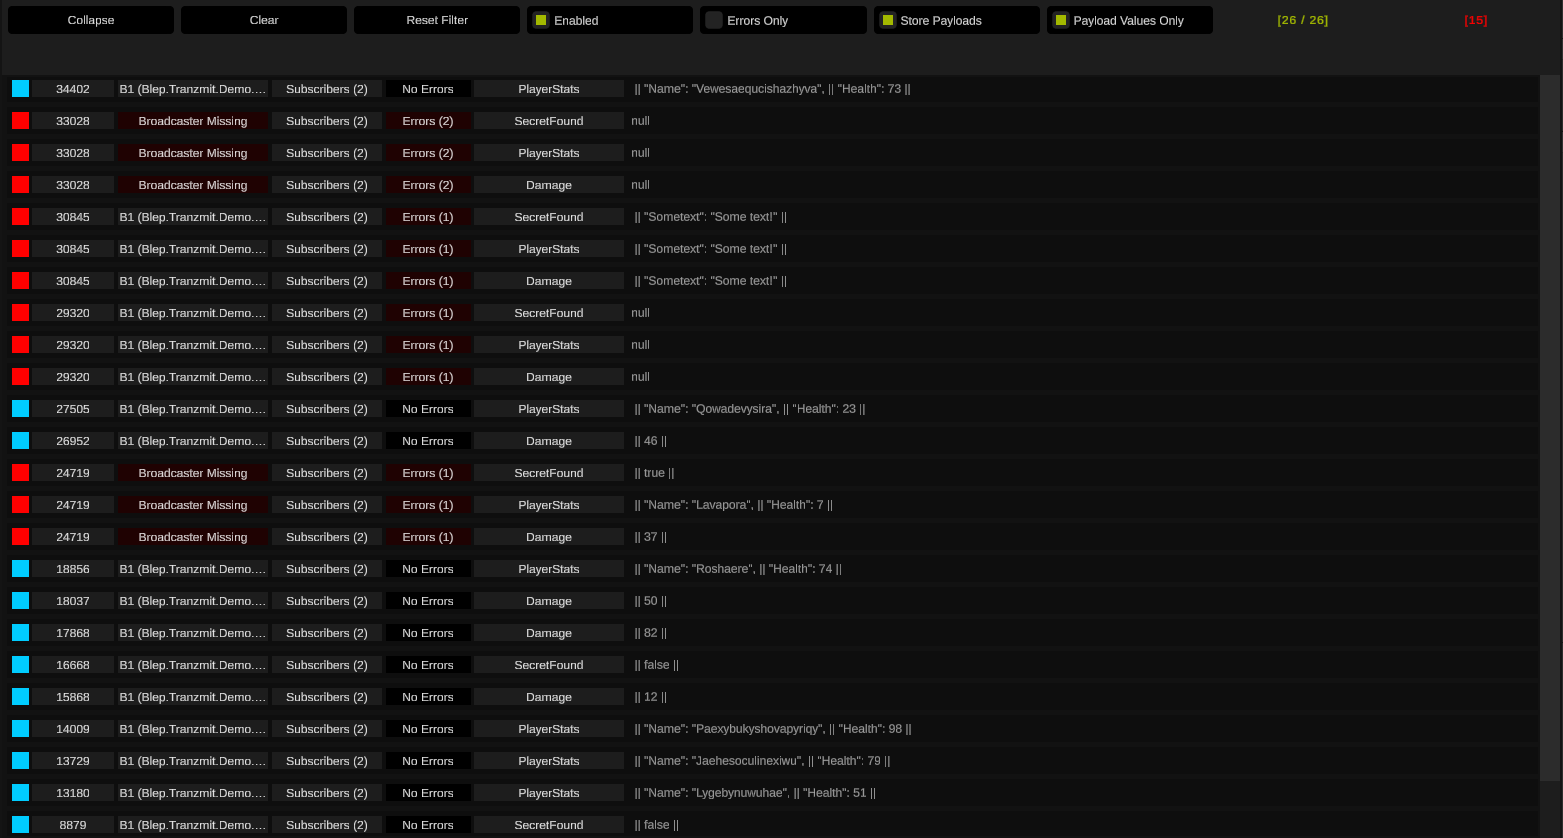 Collapse Clear Reset Filter Enabled Errors Only Store Payloads Payload Values Only [26 / 26] [15]
34402 B1 (Blep.Tranzmit.Demo.... Subscribers (2) No Errors PlayerStats || "Name": "Vewesaequcishazhyva", || "Health": 73 ||
33028 Broadcaster Missing Subscribers (2) Errors (2) SecretFound null
33028 Broadcaster Missing Subscribers (2) Errors (2) PlayerStats null
33028 Broadcaster Missing Subscribers (2) Errors (2) Damage null
30845 B1 (Blep.Tranzmit.Demo.... Subscribers (2) Errors (1) SecretFound || "Sometext": "Some text!" ||
30845 B1 (Blep.Tranzmit.Demo.... Subscribers (2) Errors (1) PlayerStats || "Sometext": "Some text!" ||
30845 B1 (Blep.Tranzmit.Demo.... Subscribers (2) Errors (1) Damage || "Sometext": "Some text!" ||
29320 B1 (Blep.Tranzmit.Demo.... Subscribers (2) Errors (1) SecretFound null
29320 B1 (Blep.Tranzmit.Demo.... Subscribers (2) Errors (1) PlayerStats null
29320 B1 (Blep.Tranzmit.Demo.... Subscribers (2) Errors (1) Damage null
27505 B1 (Blep.Tranzmit.Demo.... Subscribers (2) No Errors PlayerStats || "Name": "Qowadevysira", || "Health": 23 ||
26952 B1 (Blep.Tranzmit.Demo.... Subscribers (2) No Errors Damage || 46 ||
24719 Broadcaster Missing Subscribers (2) Errors (1) SecretFound || true ||
24719 Broadcaster Missing Subscribers (2) Errors (1) PlayerStats || "Name": "Lavapora", || "Health": 7 ||
24719 Broadcaster Missing Subscribers (2) Errors (1) Damage || 37 ||
18856 B1 (Blep.Tranzmit.Demo.... Subscribers (2) No Errors PlayerStats || "Name": "Roshaere", || "Health": 74 ||
18037 B1 (Blep.Tranzmit.Demo.... Subscribers (2) No Errors Damage || 50 ||
17868 B1 (Blep.Tranzmit.Demo.... Subscribers (2) No Errors Damage || 82 ||
16668 B1 (Blep.Tranzmit.Demo.... Subscribers (2) No Errors SecretFound || false ||
15868 B1 (Blep.Tranzmit.Demo.... Subscribers (2) No Errors Damage || 12 ||
14009 B1 (Blep.Tranzmit.Demo.... Subscribers (2) No Errors PlayerStats || "Name": "Paexybukyshovapyriqy", || "Health": 98 ||
13729 B1 (Blep.Tranzmit.Demo.... Subscribers (2) No Errors PlayerStats || "Name": "Jaehesoculinexiwu", || "Health": 79 ||
13180 B1 (Blep.Tranzmit.Demo.... Subscribers (2) No Errors PlayerStats || "Name": "Lygebynuwuhae", || "Health": 51 ||
8879 B1 (Blep.Tranzmit.Demo.... Subscribers (2) No Errors SecretFound || false ||